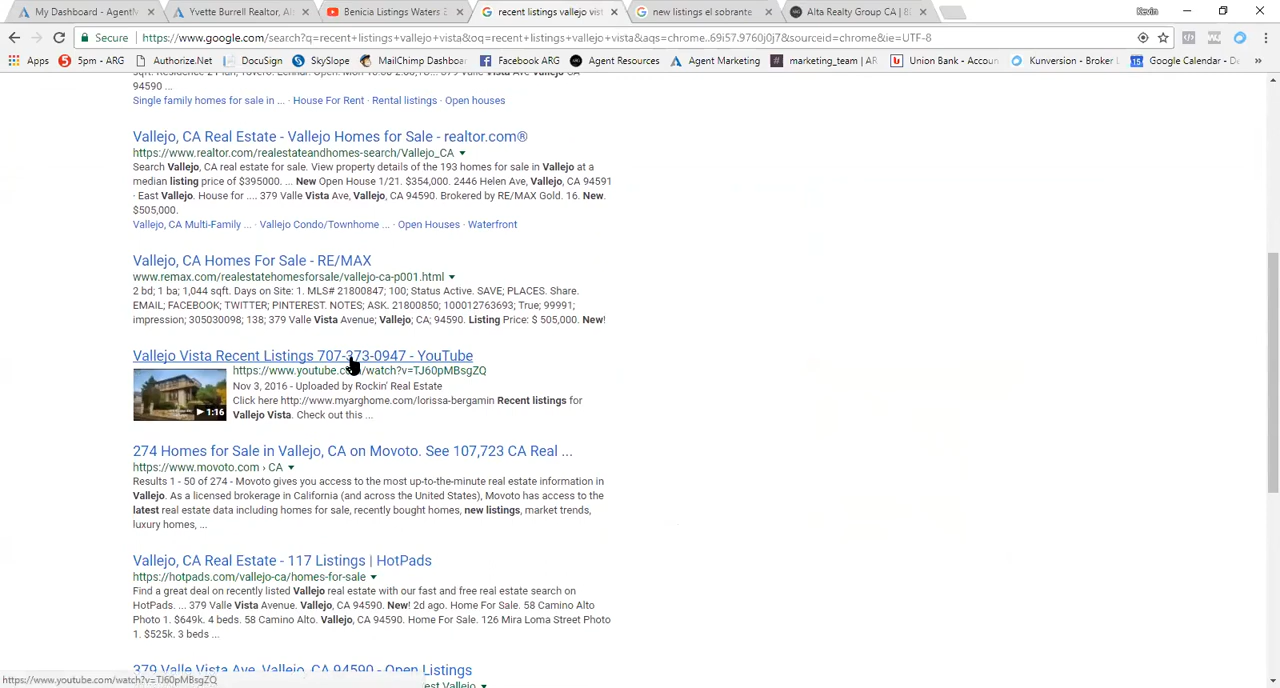 My Dashboard - Agently
Yvette Burrell Realtor, Al
Benicia Listings Waters E
recent listings vallejo vist
new listings el sobrante
Alta Realty Group CA | 8
Kevin
Secure
https://www.google.com/search?q=recent+listings+vallejo+vista&oq=recent+listings+vallejo+vista&aqs=chrome..69i57.9760j0j7&sourceid=chrome&ie=UTF-8
Apps
5pm - ARG
Authorize.Net
DocuSign
SkySlope
MailChimp Dashboa
Facebook ARG
Agent Resources
Agent Marketing
marketing_team | AR
Union Bank - Accoun
Kunversion - Broker L
Google Calendar - De
94590 ...
Single family homes for sale in ... · House For Rent · Rental listings · Open houses
Vallejo, CA Real Estate - Vallejo Homes for Sale - realtor.com®
https://www.realtor.com/realestateandhomes-search/Vallejo_CA
Search Vallejo, CA real estate for sale. View property details of the 193 homes for sale in Vallejo at a
median listing price of $395000. ... New Open House 1/21. $354,000. 2446 Helen Ave, Vallejo, CA 94591
· East Vallejo. House for .... 379 Valle Vista Ave, Vallejo, CA 94590. Brokered by RE/MAX Gold. 16. New.
$505,000.
Vallejo, CA Multi-Family ... · Vallejo Condo/Townhome ... · Open Houses · Waterfront
Vallejo, CA Homes For Sale - RE/MAX
www.remax.com/realestatehomesforsale/vallejo-ca-p001.html
2 bd; 1 ba; 1,044 sqft. Days on Site: 1. MLS# 21800847; 100; Status Active. SAVE; PLACES. Share.
EMAIL; FACEBOOK; TWITTER; PINTEREST. NOTES; ASK. 21800850; 100012763693; True; 99991;
impression; 305030098; 138; 379 Valle Vista Avenue; Vallejo; CA; 94590. Listing Price: $ 505,000. New!
Vallejo Vista Recent Listings 707-373-0947 - YouTube
https://www.youtube.com/watch?v=TJ60pMBsgZQ
1:16
Nov 3, 2016 - Uploaded by Rockin' Real Estate
Click here http://www.myarghome.com/lorissa-bergamin Recent listings for
Vallejo Vista. Check out this ...
274 Homes for Sale in Vallejo, CA on Movoto. See 107,723 CA Real ...
https://www.movoto.com › CA
Results 1 - 50 of 274 - Movoto gives you access to the most up-to-the-minute real estate information in
Vallejo. As a licensed brokerage in California (and across the United States), Movoto has access to the
latest real estate data including homes for sale, recently bought homes, new listings, market trends,
luxury homes, ...
Vallejo, CA Real Estate - 117 Listings | HotPads
https://hotpads.com/vallejo-ca/homes-for-sale
Find a great deal on recently listed Vallejo real estate with our fast and free real estate search on
HotPads. ... 379 Valle Vista Avenue. Vallejo, CA 94590. New! 2d ago. Home For Sale. 58 Camino Alto
Photo 1. $649k. 4 beds. 58 Camino Alto. Vallejo, CA 94590. Home For Sale. 126 Mira Loma Street Photo
1. $525k. 3 beds ...
379 Valle Vista Ave, Vallejo, CA 94590 - Open Listings
https://www.youtube.com/watch?v=TJ60pMBsgZQ